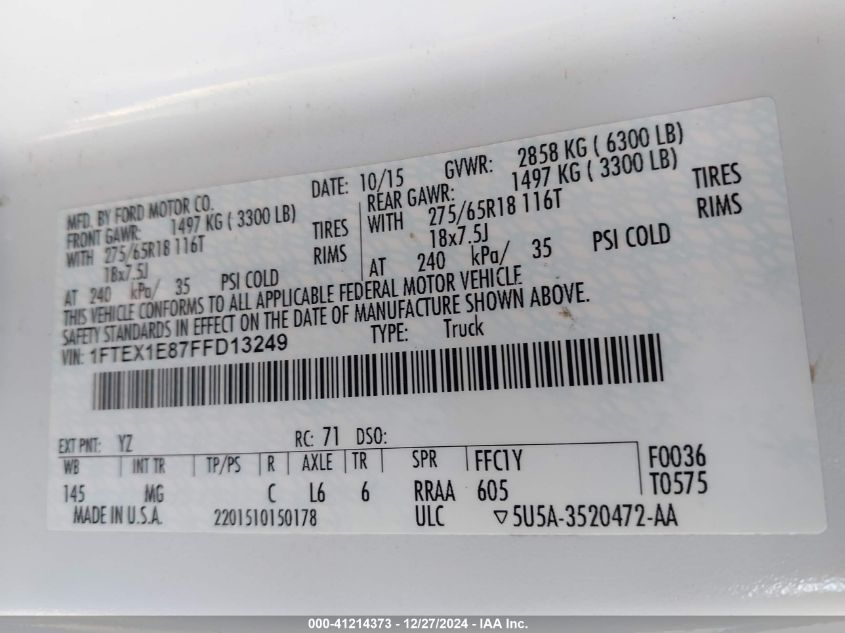 MFD. BY FORD MOTOR CO. DATE: 10/15 GVWR: 2858 KG ( 6300 LB)
FRONT GAWR: 1497 KG ( 3300 LB) REAR GAWR: 1497 KG ( 3300 LB)
WITH 275/65R18 116T TIRES WITH 275/65R18 116T TIRES
18x7.5J RIMS 18x7.5J RIMS
AT 240 kPa/ 35 PSI COLD AT 240 kPa/ 35 PSI COLD
THIS VEHICLE CONFORMS TO ALL APPLICABLE FEDERAL MOTOR VEHICLE
SAFETY STANDARDS IN EFFECT ON THE DATE OF MANUFACTURE SHOWN ABOVE.
VIN: 1FTEX1E87FFD13249 TYPE: Truck
EXT PNT: YZ RC: 71 DSO:
WB INT TR TP/PS R AXLE TR SPR FFC1Y F0036
145 MG C L6 6 RRAA 605 T0575
MADE IN U.S.A. 2201510150178 ULC ▽5U5A-3520472-AA
000-41214373 - 12/27/2024 - IAA Inc.